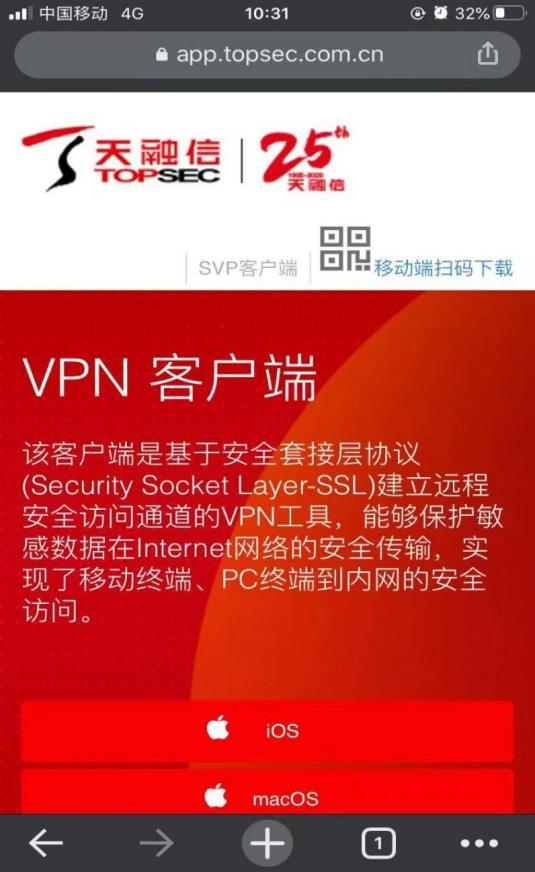 中国移动 4G 10:31 32%
app.topsec.com.cn
天融信 TOPSEC
25th
1995-2020
天融信
SVP客户端 移动端扫码下载
VPN 客户端
该客户端是基于安全套接层协议
(Security Socket Layer-SSL)建立远程
安全访问通道的VPN工具，能够保护敏
感数据在Internet网络的安全传输，实
现了移动终端、PC终端到内网的安全
访问。
iOS
macOS
1